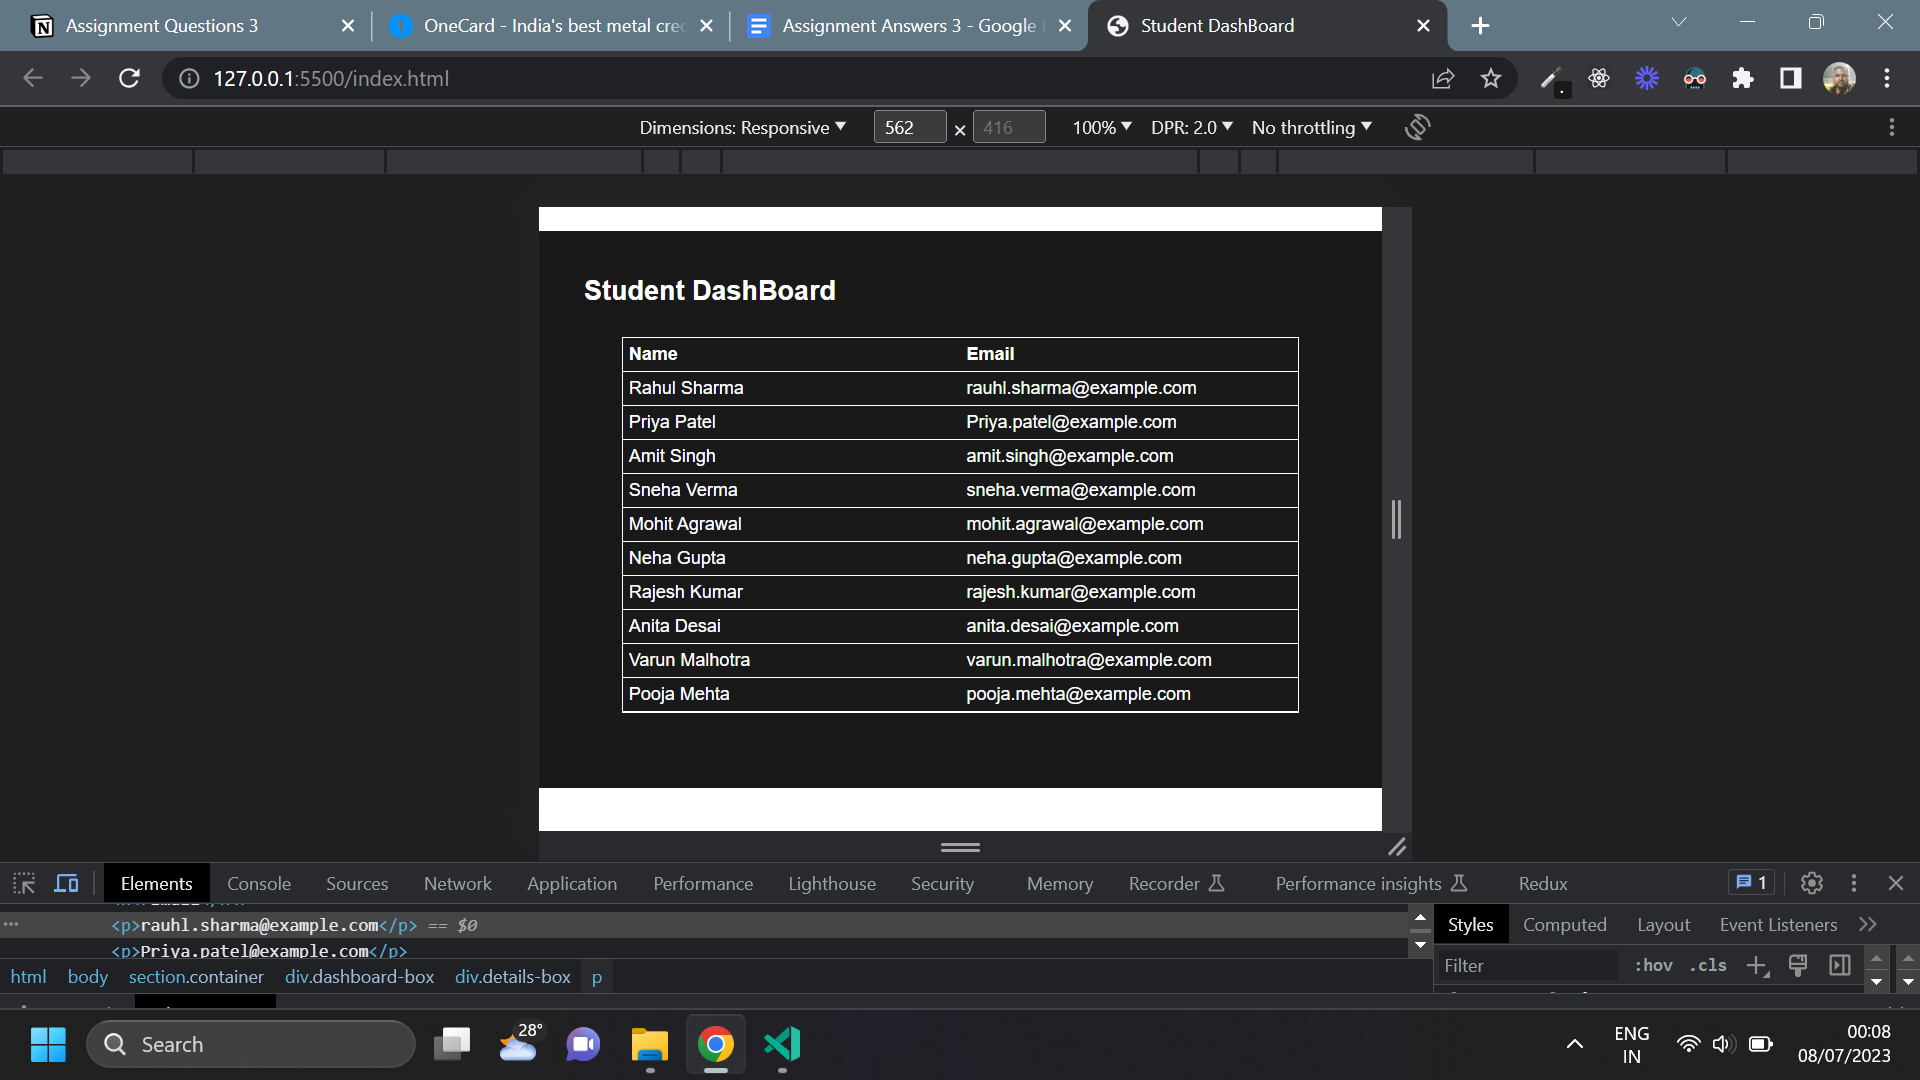 Assignment Questions 3
OneCard - India's best metal cre
Assignment Answers 3 - Google
Student DashBoard
127.0.0.1:5500/index.html
Dimensions: Responsive 562 × 416 100% DPR: 2.0 No throttling
Student DashBoard
Name Email
Rahul Sharma rauhl.sharma@example.com
Priya Patel Priya.patel@example.com
Amit Singh amit.singh@example.com
Sneha Verma sneha.verma@example.com
Mohit Agrawal mohit.agrawal@example.com
Neha Gupta neha.gupta@example.com
Rajesh Kumar rajesh.kumar@example.com
Anita Desai anita.desai@example.com
Varun Malhotra varun.malhotra@example.com
Pooja Mehta pooja.mehta@example.com
Elements Console Sources Network Application Performance Lighthouse Security Memory Recorder Performance insights Redux 1
<p>rauhl.sharma@example.com</p> == $0
<p>Priya.patel@example.com</p>
Styles Computed Layout Event Listeners
Filter :hov .cls
html body section.container div.dashboard-box div.details-box p
Search
28°
ENG
IN
00:08
08/07/2023